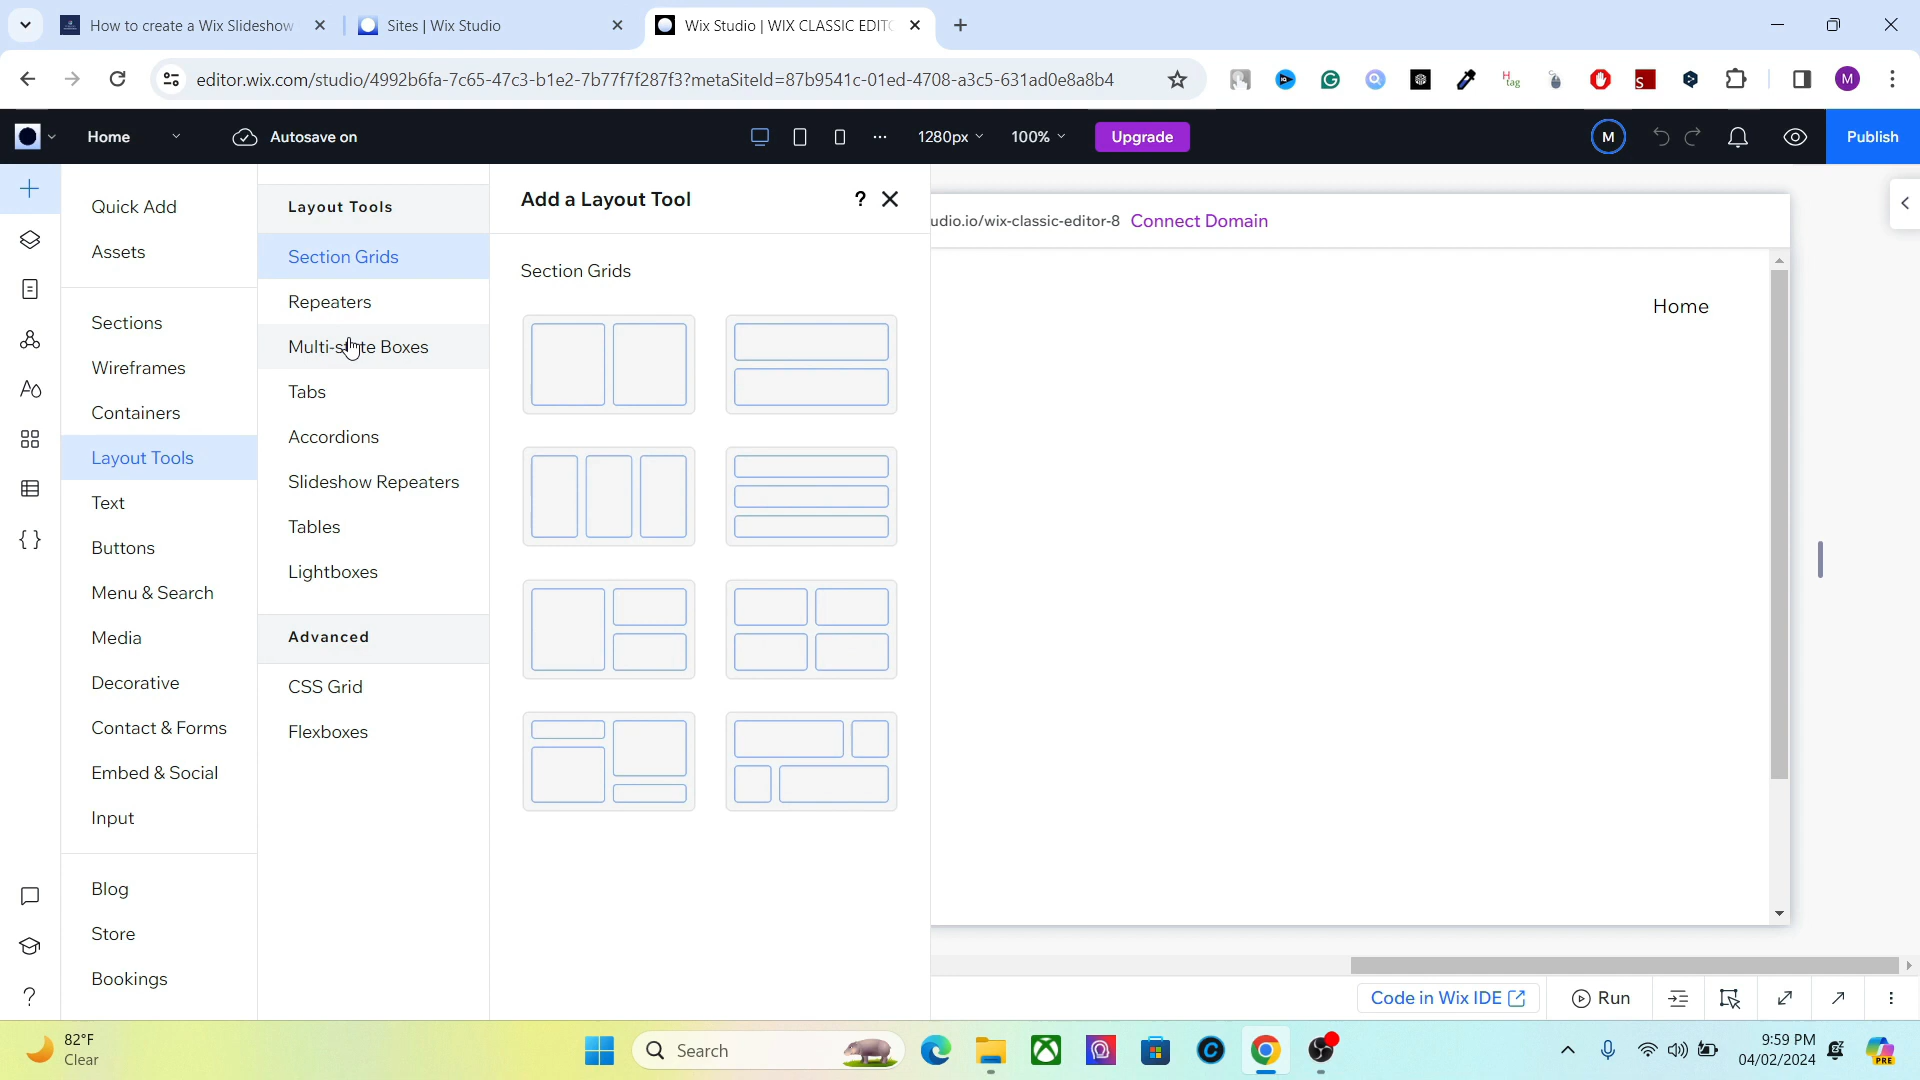 How to create a Wix Slideshow
Sites | Wix Studio
Wix Studio | WIX CLASSIC EDIT
editor.wix.com/studio/4992b6fa-7c65-47c3-b1e2-7b77f7f287f3?metaSiteId=87b9541c-01ed-4708-a3c5-631ad0e8a8b4
H tag
M
Home
Autosave on
1280px
100%
Upgrade
M
Publish
Quick Add
Assets
Sections
Wireframes
Containers
Layout Tools
Text
Buttons
Menu & Search
Media
Decorative
Contact & Forms
Embed & Social
Input
Blog
Store
Bookings
Layout Tools
Section Grids
Repeaters
Multi-state Boxes
Tabs
Accordions
Slideshow Repeaters
Tables
Lightboxes
Advanced
CSS Grid
Flexboxes
Add a Layout Tool
?
Section Grids
udio.io/wix-classic-editor-8 Connect Domain
Home
Code in Wix IDE
Run
82°F
Clear
Search
9:59 PM
04/02/2024
PRE